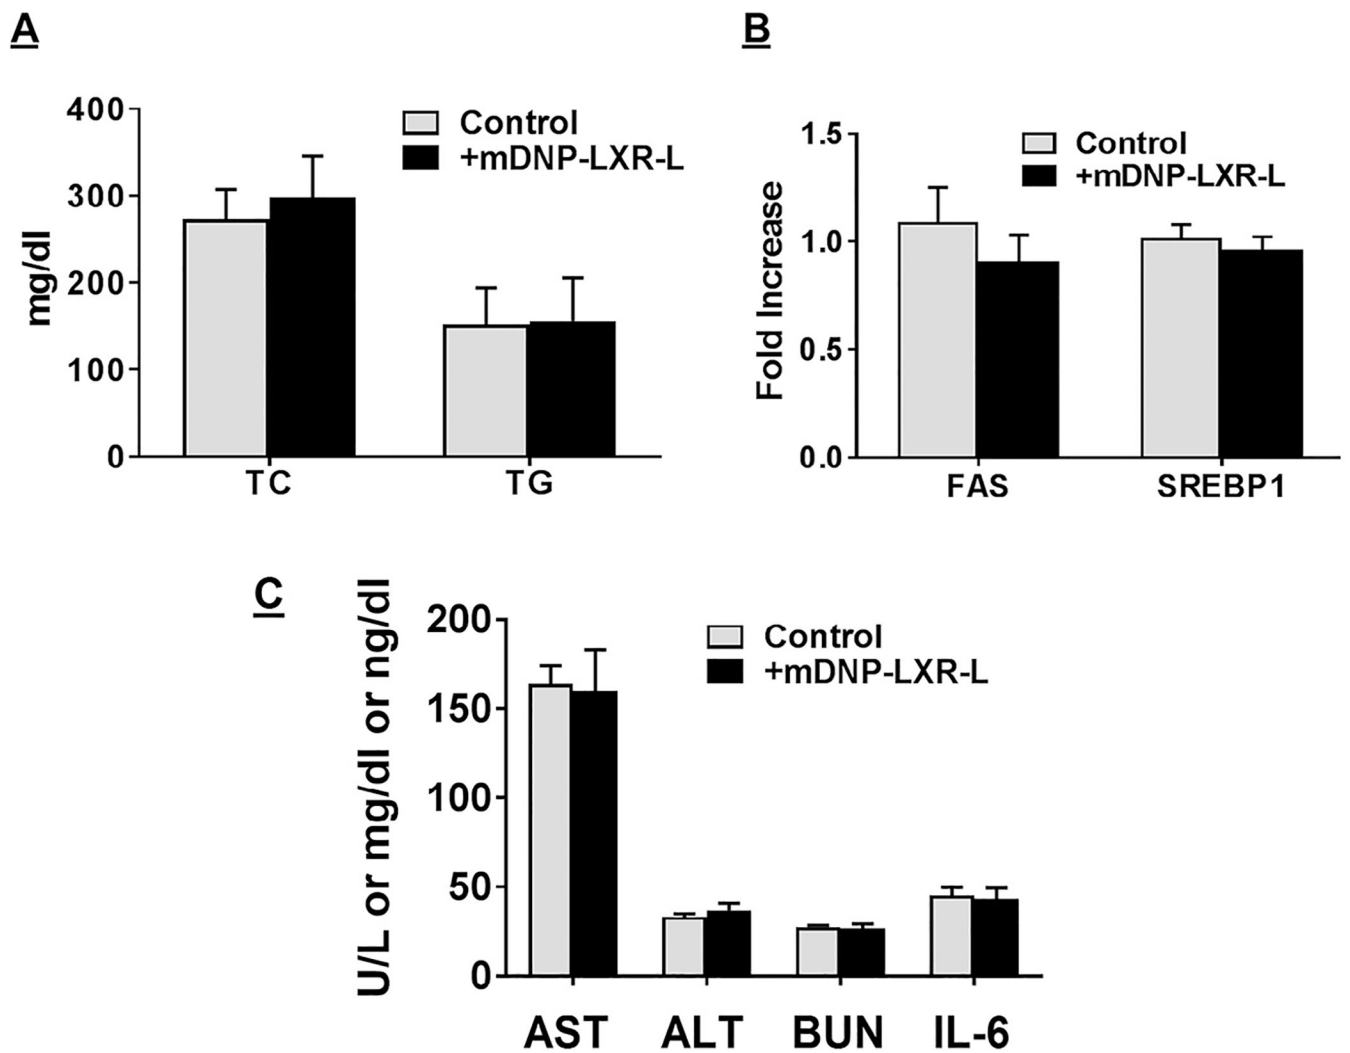 A
400
300
200
100
0
mg/dl
Control
+mDNP-LXR-L
TC
TG
B
1.5
1.0
0.5
0.0
Fold Increase
Control
+mDNP-LXR-L
FAS
SREBP1
C
200
150
100
50
0
U/L or mg/dl or ng/dl
Control
+mDNP-LXR-L
AST
ALT
BUN
IL-6